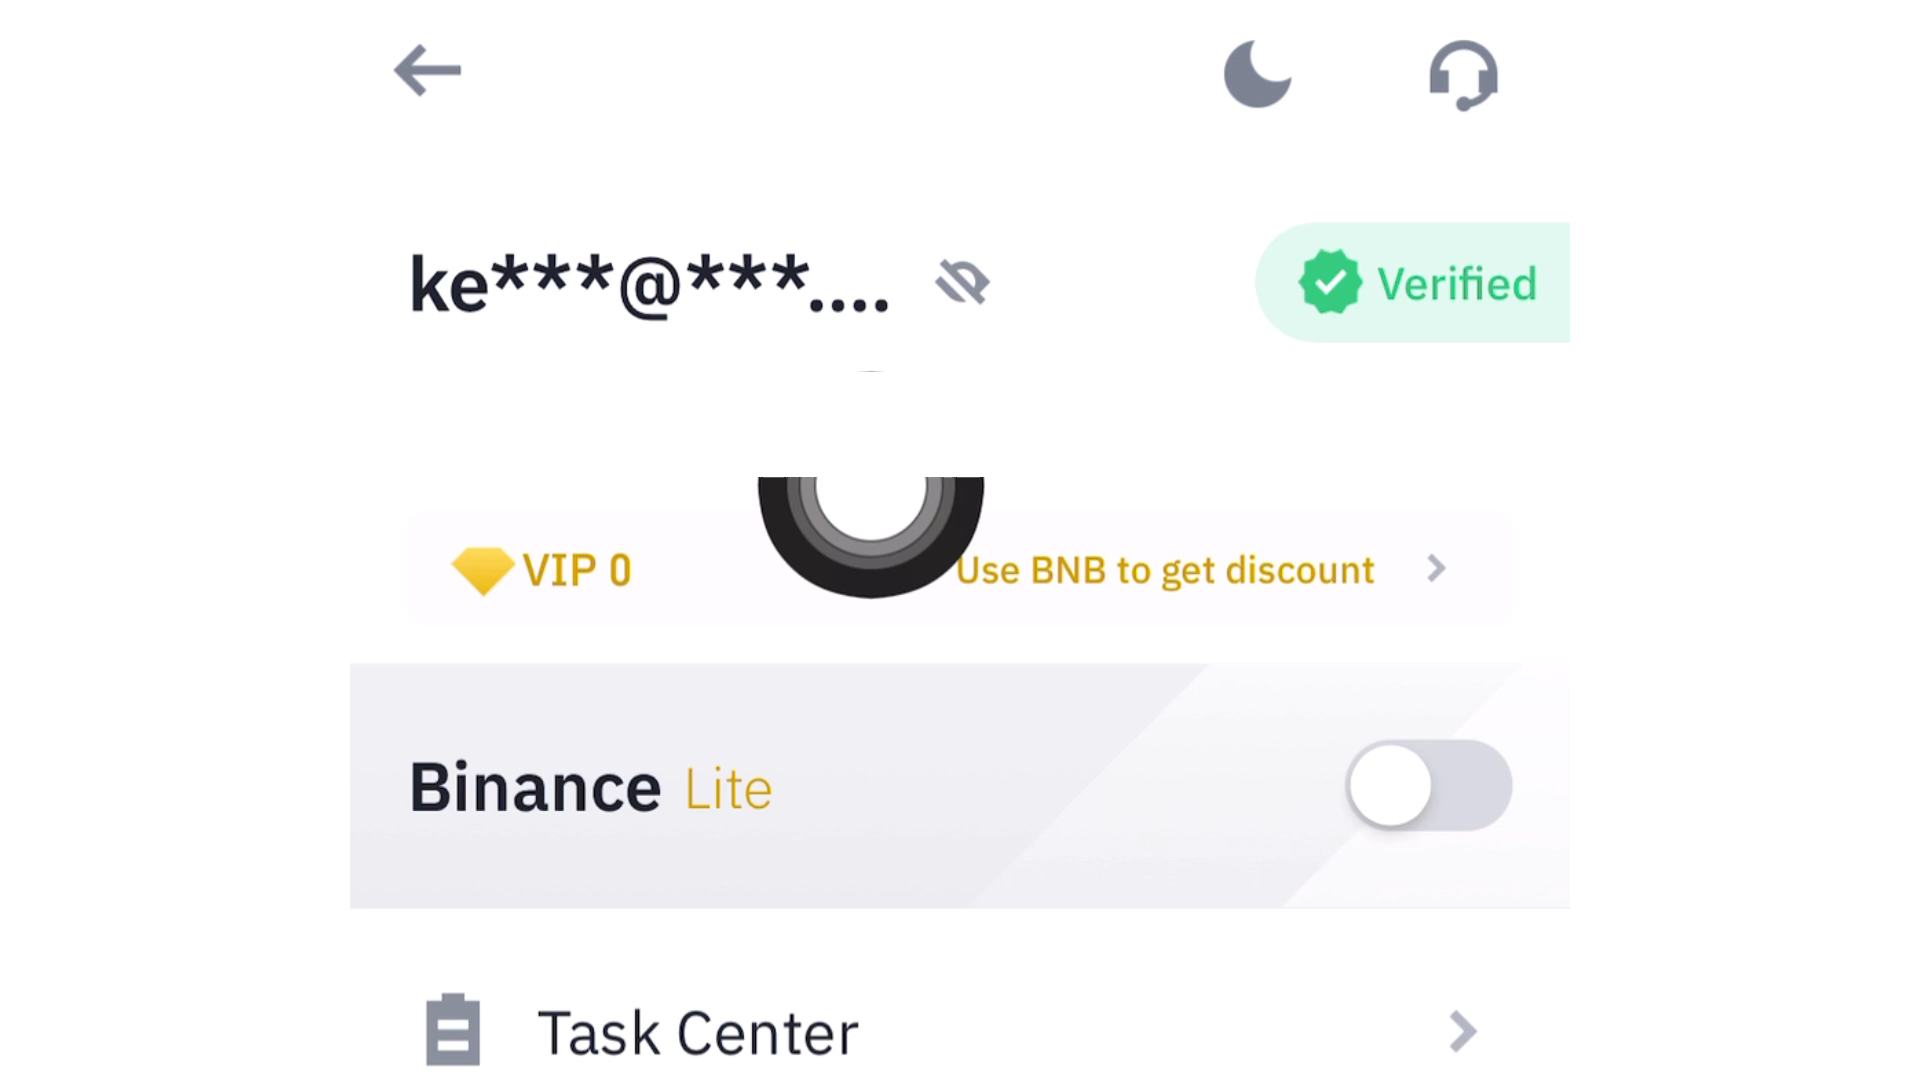 ke***@***....
Verified
VIP 0
Use BNB to get discount
Binance Lite
Task Center